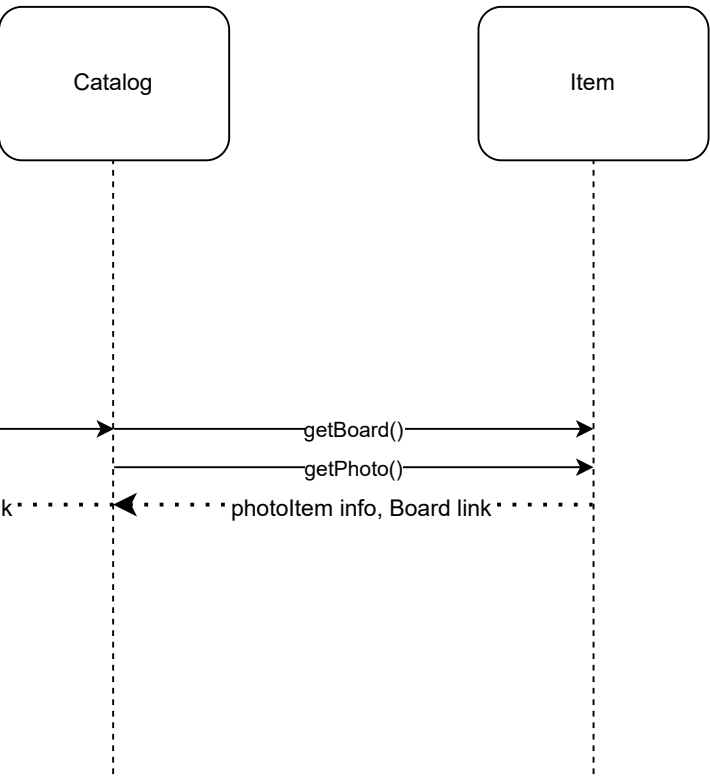 Catalog
Item
getBoard()
getPhoto()
k
photoItem info, Board link